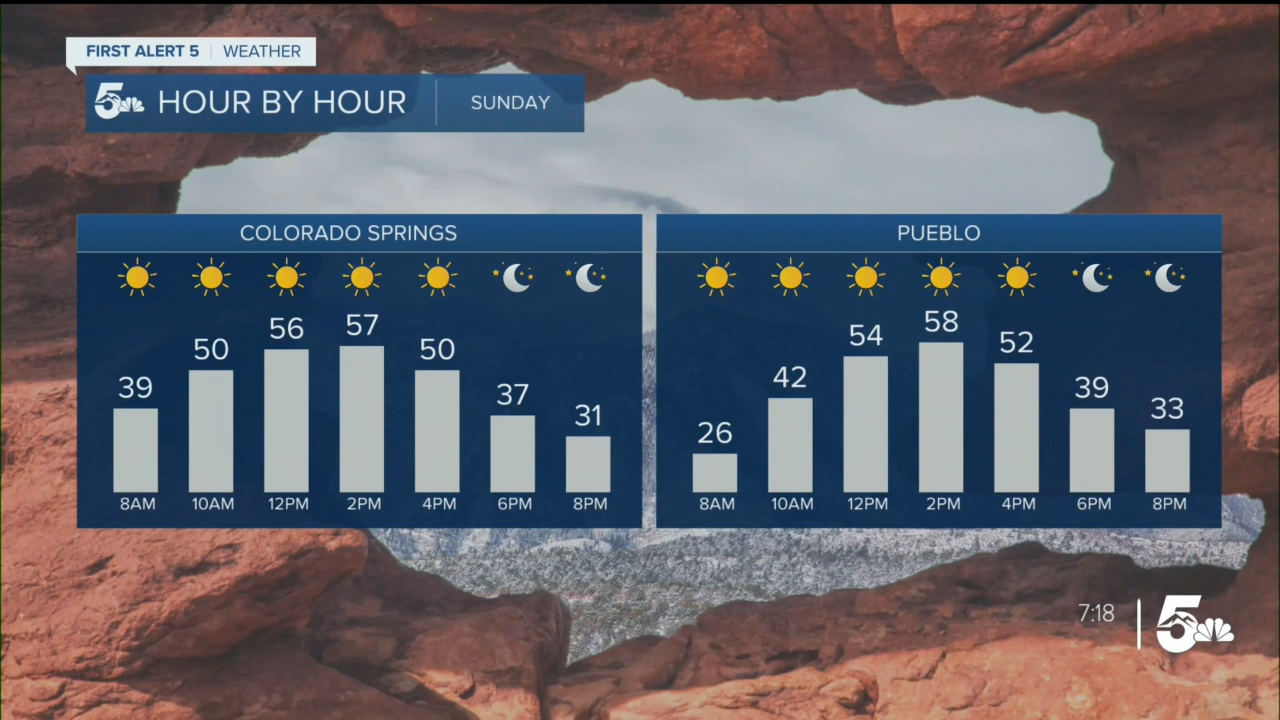 FIRST ALERT 5 | WEATHER
5 HOUR BY HOUR | SUNDAY
COLORADO SPRINGS
39 50 56 57 50 37 31
8AM 10AM 12PM 2PM 4PM 6PM 8PM
PUEBLO
26 42 54 58 52 39 33
8AM 10AM 12PM 2PM 4PM 6PM 8PM
7:18 | 5